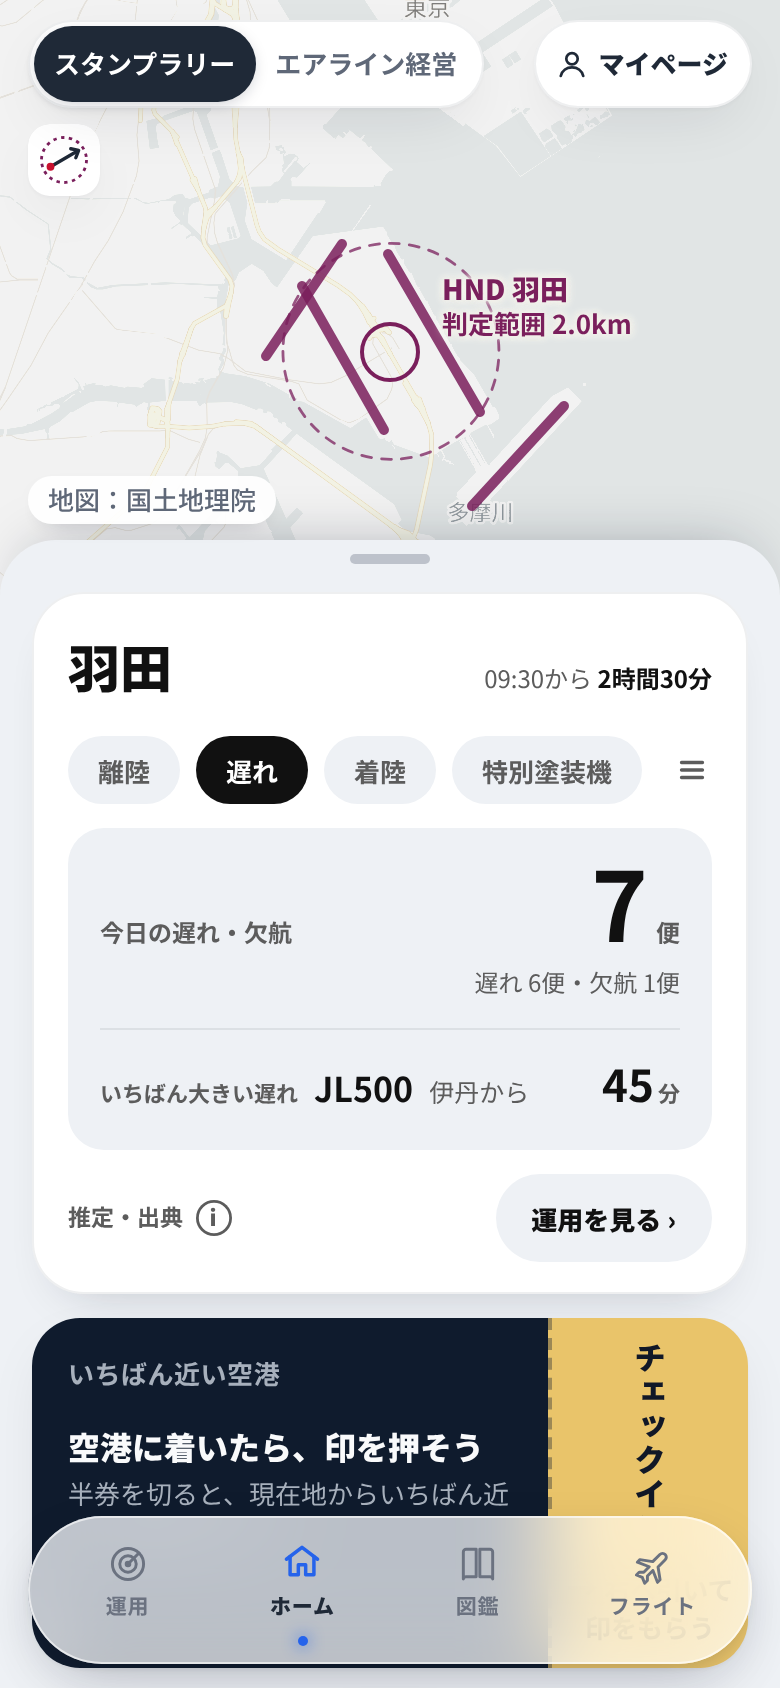 東京
スタンプラリー
エアライン経営
マイページ
HND 羽田
判定範囲 2.0km
地図：国土地理院
多摩川
羽田
09:30から 2時間30分
離陸
遅れ
着陸
特別塗装機
今日の遅れ・欠航
7 便
遅れ 6便・欠航 1便
いちばん大きい遅れ JL500 伊丹から 45 分
推定・出典
運用を見る ›
いちばん近い空港
空港に着いたら、印を押そう
半券を切ると、現在地からいちばん近
チェックイ
いて
印をもらう
運用
ホーム
図鑑
フライト